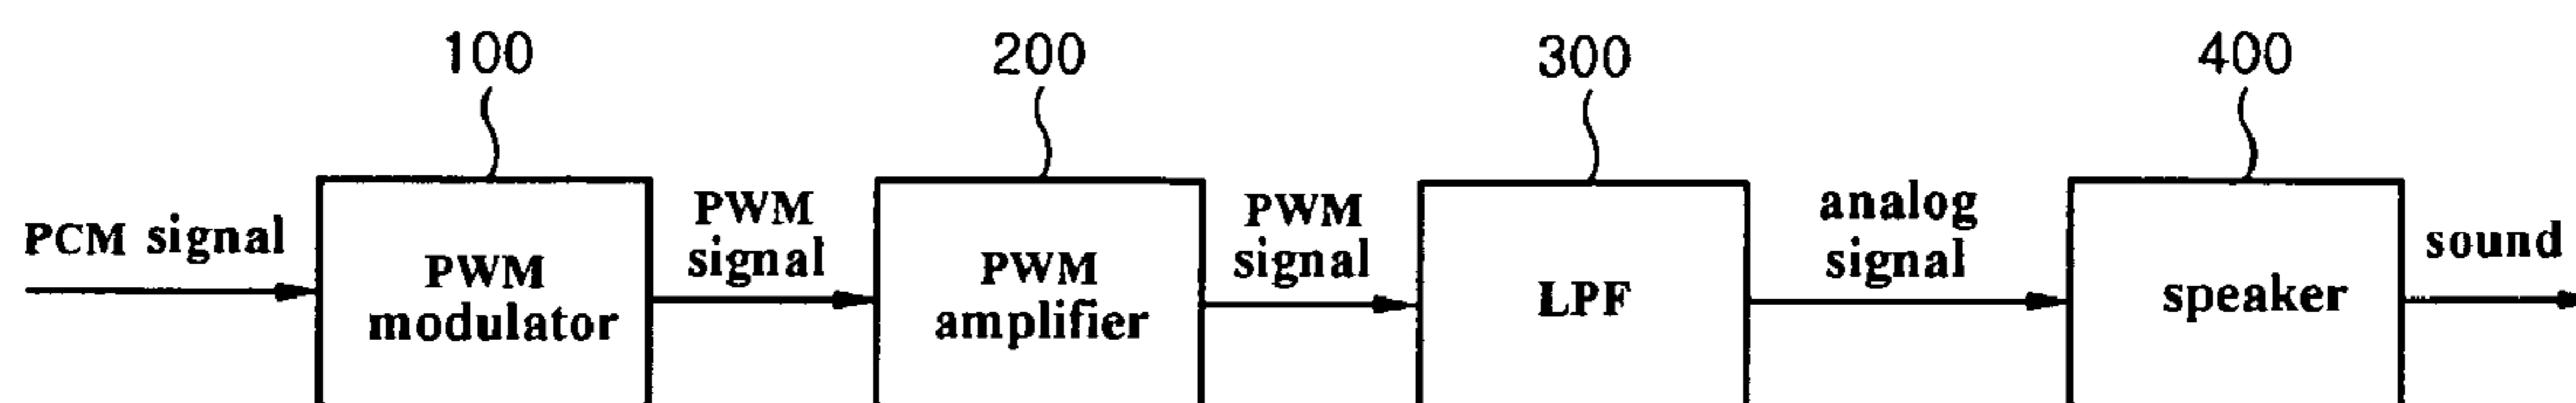 100
200
300
400
PCM signal
PWM
modulator
PWM
signal
PWM
amplifier
PWM
signal
LPF
analog
signal
speaker
sound